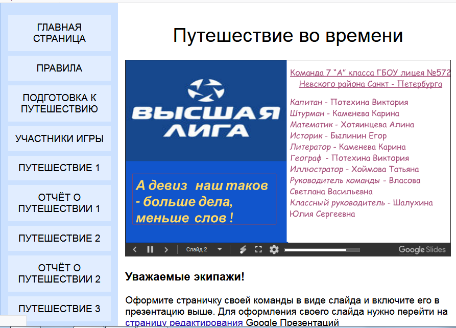 ГЛАВНАЯ
СТРАНИЦА
ПРАВИЛА
ПОДГОТОВКА К
ПУТЕШЕСТВИЮ
УЧАСТНИКИ ИГРЫ
ПУТЕШЕСТВИЕ 1
ОТЧЁТ О
ПУТЕШЕСТВИИ 1
ПУТЕШЕСТВИЕ 2
ОТЧЁТ О
ПУТЕШЕСТВИИ 2
ПУТЕШЕСТВИЕ 3
Путешествие во времени
ВЫСШАЯ
ЛИГА
А девиз наш таков
- больше дела,
меньше слов !
Команда 7 "А" класса ГБОУ лицея №572
Невского района Санкт - Петербурга
Капитан - Потехина Виктория
Штурман - Каменева Карина
Математик - Хотяинцева Алина
Историк - Былинин Егор
Литератор - Каменева Карина
Географ - Потехина Виктория
Иллюстратор - Хоймова Татьяна
Руководитель команды - Власова
Светлана Васильевна
Классный руководитель - Шалухина
Юлия Сергеевна
Слайд 2
Google Slides
Уважаемые экипажи!
Оформите страничку своей команды в виде слайда и включите его в
презентацию выше. Для оформления своего слайда нужно перейти на
страницу редактирования Google Презентаций